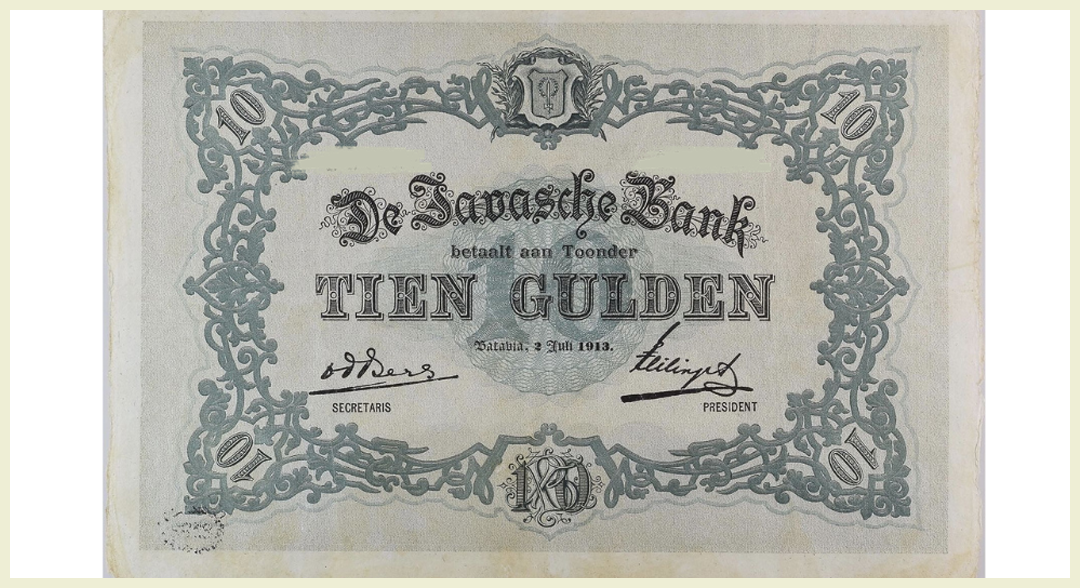 10 10
De Javasche Bank
betaalt aan Toonder
TIEN GULDEN
Batavia, 2 Juli 1913.
SECRETARIS PRESIDENT
10 10